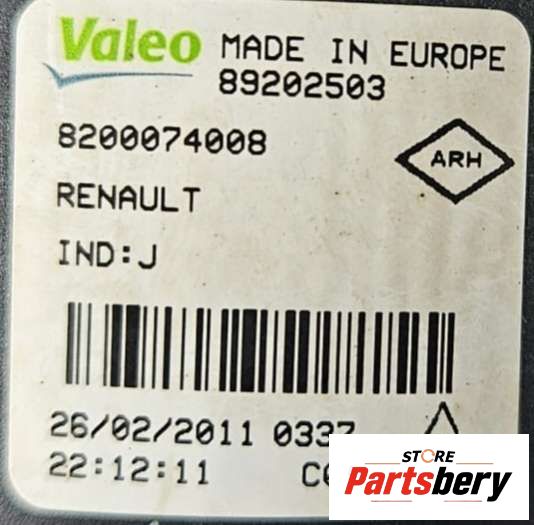 Valeo MADE IN EUROPE
89202503
8200074008
ARH
RENAULT
IND:J
26/02/2011 0337
22:12:11
STORE
Partsbery